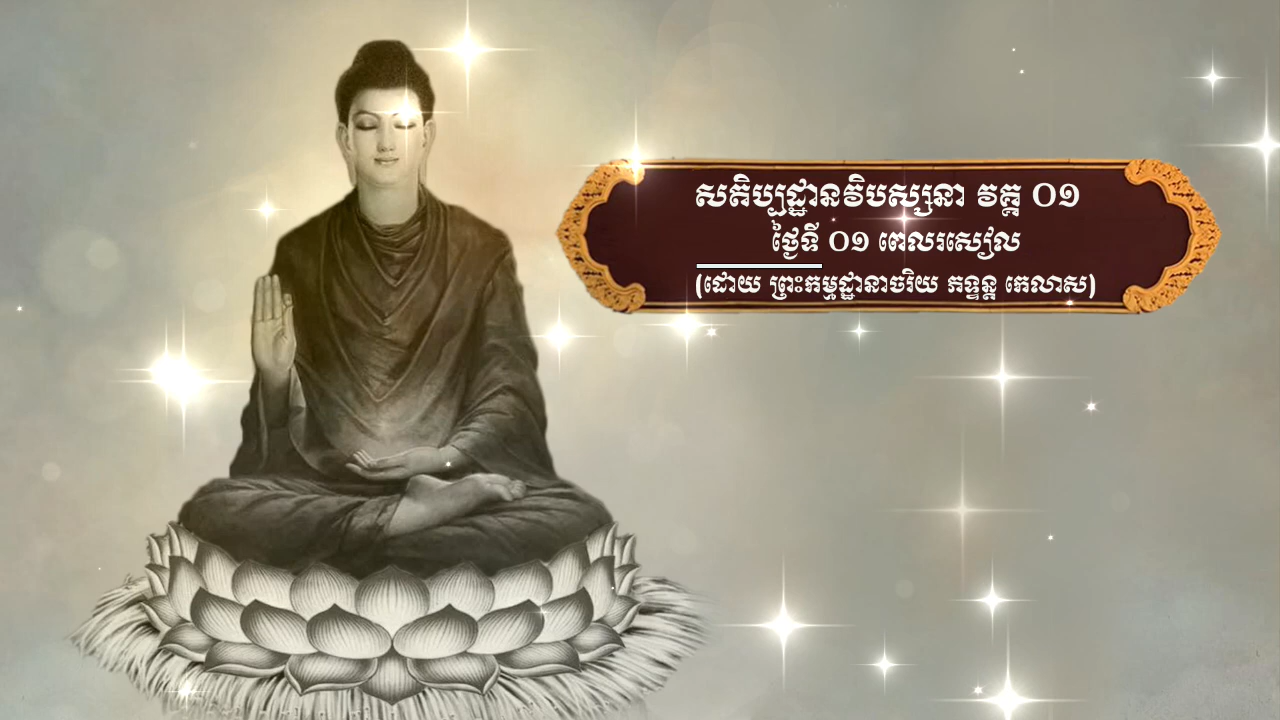 សតិប្បដ្ឋានវិបស្សនា វគ្គ ០១
ថ្ងៃទី ០១ ពេលរសៀល
(ដោយ ព្រះកម្មដ្ឋានាចរិយ ភទ្ទន្ត កេលាស)